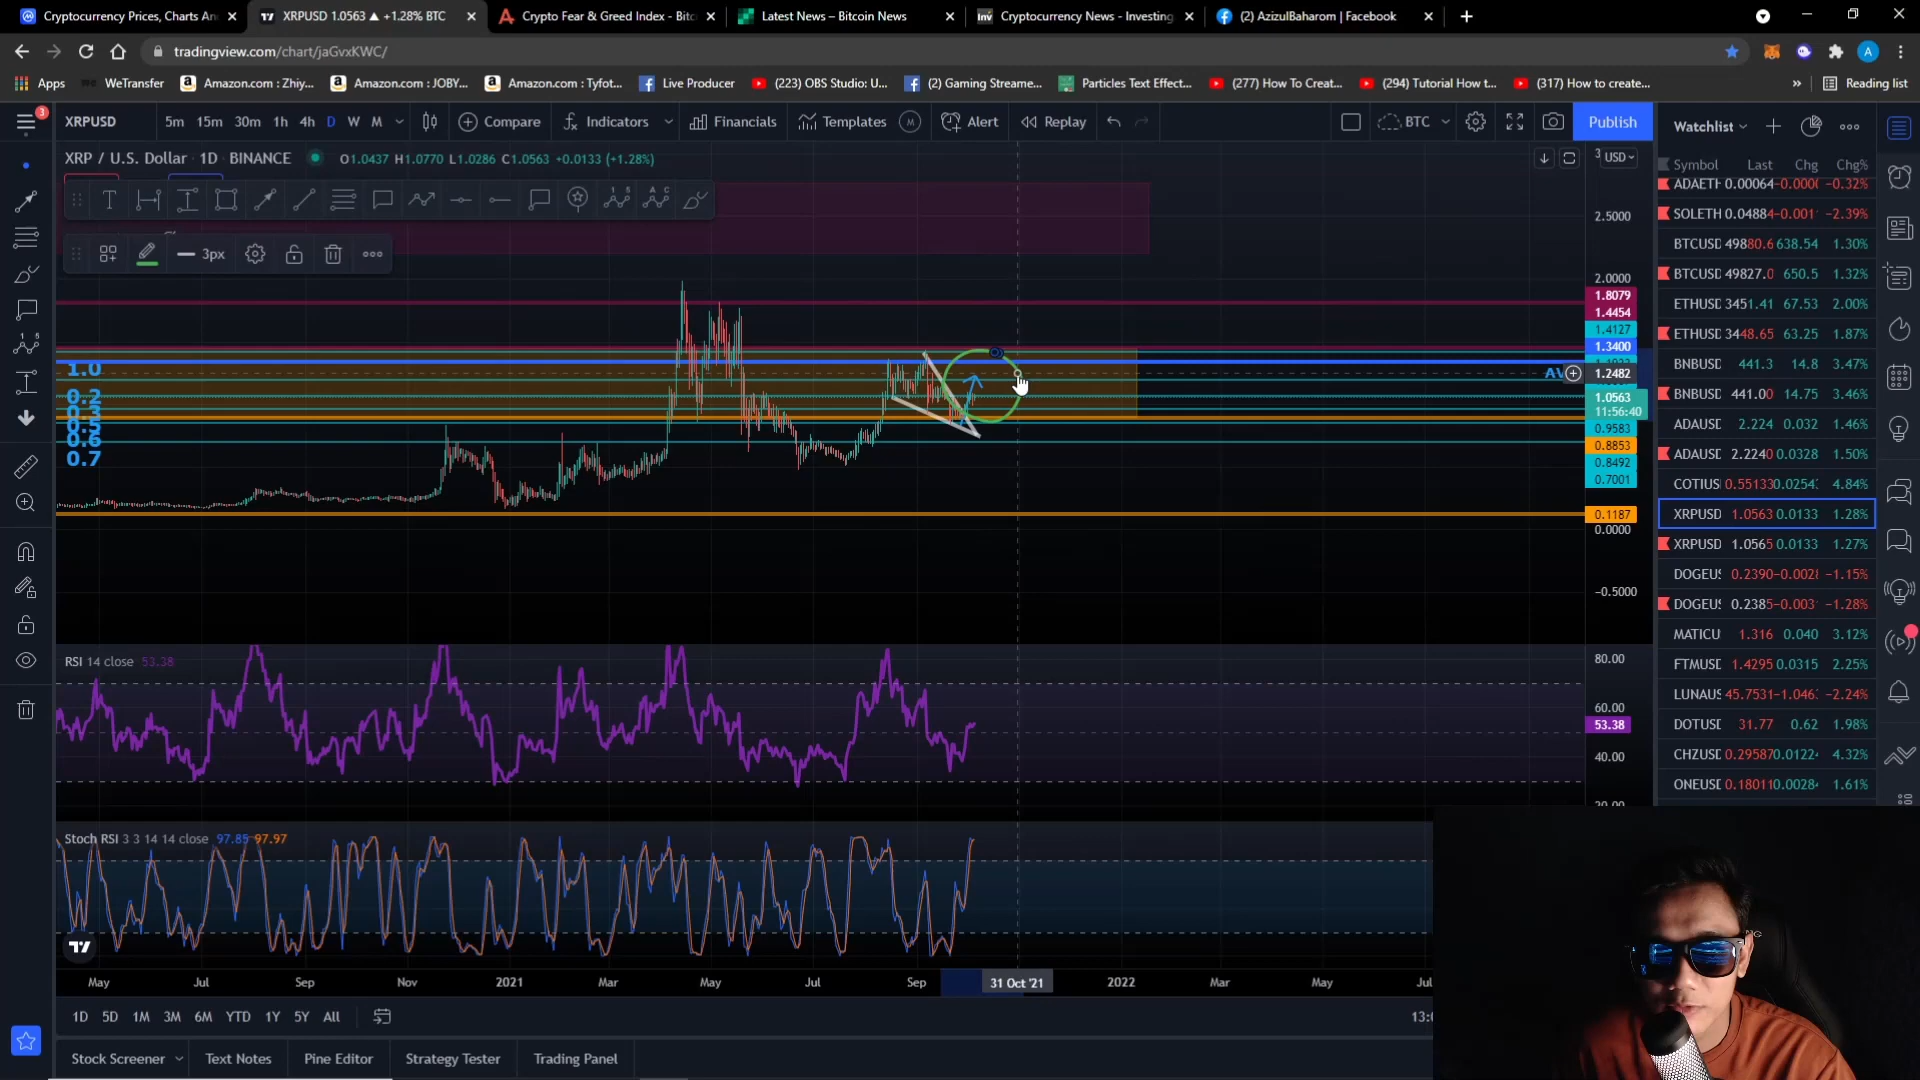 Cryptocurrency Prices, Charts An
XRPUSD 1.0563 ▲ +1.28% BTC
Crypto Fear & Greed Index - Bitc
Latest News – Bitcoin News
Cryptocurrency News - Investing
(2) AzizulBaharom | Facebook
tradingview.com/chart/jaGvxKWC/
Apps
WeTransfer
Amazon.com : Zhiy...
Amazon.com : JOBY...
Amazon.com : Tyfot...
Live Producer
(223) OBS Studio: U...
(2) Gaming Streame...
Particles Text Effect...
(277) How To Creat...
(294) Tutorial How t...
(317) How to create...
Reading list
3
XRPUSD
5m 15m 30m 1h 4h D W M
Compare
Indicators
Financials
Templates
M
Alert
Replay
BTC
Publish
Watchlist
XRP / U.S. Dollar · 1D · BINANCE
O1.0437 H1.0770 L1.0286 C1.0563 +0.0133 (+1.28%)
3 USD
3px
2.5000
2.0000
1.8079
1.4454
1.4127
1.3400
AV
1.2482
1.0563
11:56:40
0.9583
0.8853
0.8492
0.7001
0.1187
0.0000
−0.5000
1.0
0.2
0.3
0.5
0.6
0.7
Symbol Last Chg Chg%
ADAETH 0.00064 −0.0000 −0.32%
SOLETH 0.04884 −0.001 −2.39%
BTCUSD 49880.6 638.54 1.30%
BTCUSD 49827.0 650.5 1.32%
ETHUSD 3451.41 67.53 2.00%
ETHUSD 3448.65 63.25 1.87%
BNBUSD 441.3 14.8 3.47%
BNBUSD 441.00 14.75 3.46%
ADAUSD 2.224 0.032 1.46%
ADAUSD 2.2240 0.0328 1.50%
COTIUS 0.55133 0.0254 4.84%
XRPUSD 1.0563 0.0133 1.28%
XRPUSD 1.0565 0.0133 1.27%
DOGEUS 0.2390 −0.0028 −1.15%
DOGEUS 0.2385 −0.003 −1.28%
MATICU 1.316 0.040 3.12%
FTMUSD 1.4295 0.0315 2.25%
LUNAUS 45.7531 −1.046 −2.24%
DOTUSD 31.77 0.62 1.98%
CHZUSD 0.29587 0.0122 4.32%
ONEUSD 0.18011 0.0028 1.61%
RSI 14 close 53.38
80.00
60.00
53.38
40.00
20.00
Stoch RSI 3 3 14 14 close 97.85 97.97
May Jul Sep Nov 2021 Mar May Jul Sep 31 Oct '21 2022 Mar May Jul
1D 5D 1M 3M 6M YTD 1Y 5Y All
Stock Screener
Text Notes
Pine Editor
Strategy Tester
Trading Panel